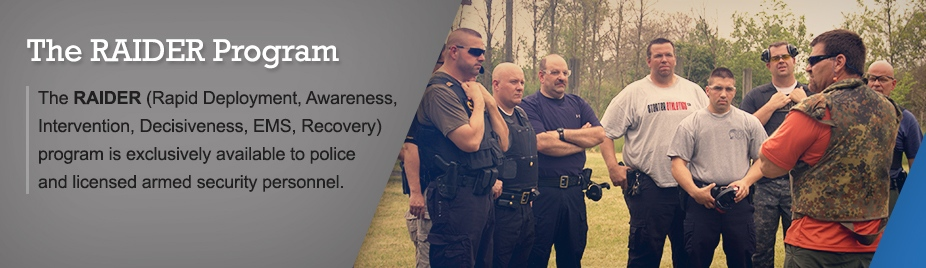 The RAIDER Program
The RAIDER (Rapid Deployment, Awareness,
Intervention, Decisiveness, EMS, Recovery)
program is exclusively available to police
and licensed armed security personnel.